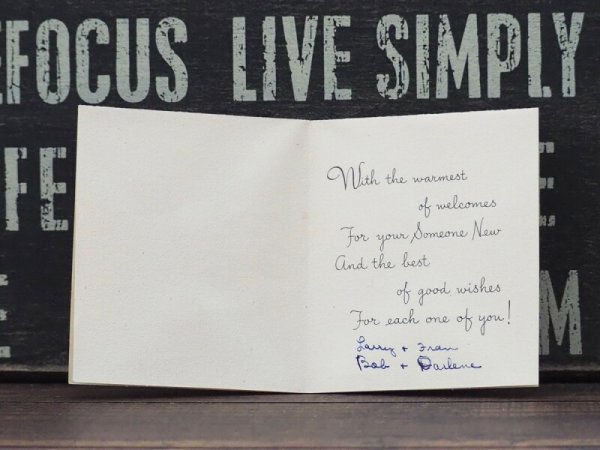 FOCUS LIVE SIMPLY
FE
With the warmest
of welcomes
For your Someone New
And the best
of good wishes
For each one of you!
Larry + Fran
Bob + Darlene
M